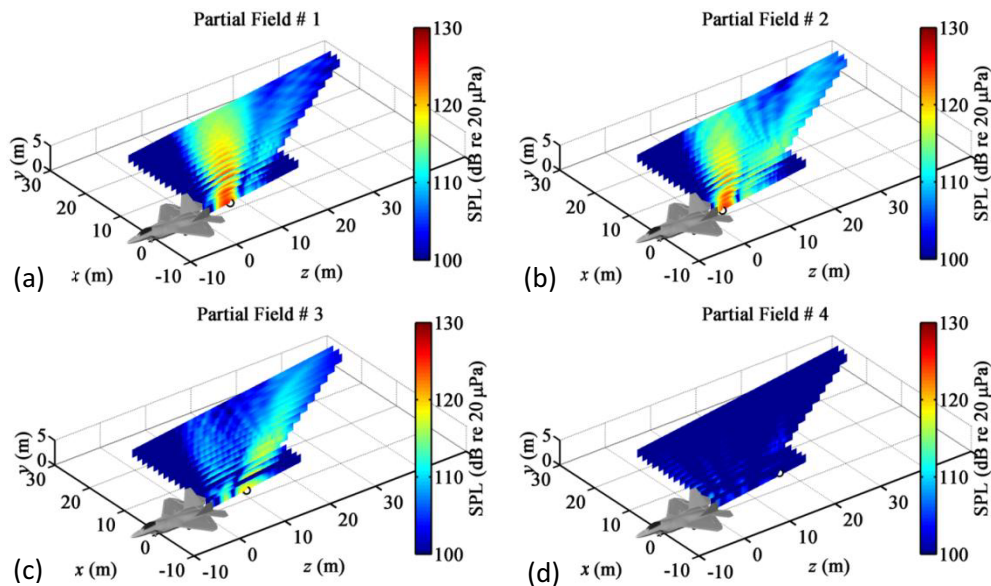 Partial Field # 1
130
120
110
100
SPL (dB re 20 µPa)
5
0
y (m)
30
20
10
0
-10
x (m)
-10
0
10
20
30
z (m)
(a)
Partial Field # 2
130
120
110
100
SPL (dB re 20 µPa)
5
0
y (m)
30
20
10
0
-10
x (m)
-10
0
10
20
30
z (m)
(b)
Partial Field # 3
130
120
110
100
SPL (dB re 20 µPa)
5
0
y (m)
30
20
10
0
-10
x (m)
-10
0
10
20
30
z (m)
(c)
Partial Field # 4
130
120
110
100
SPL (dB re 20 µPa)
5
0
y (m)
30
20
10
0
-10
x (m)
-10
0
10
20
30
z (m)
(d)